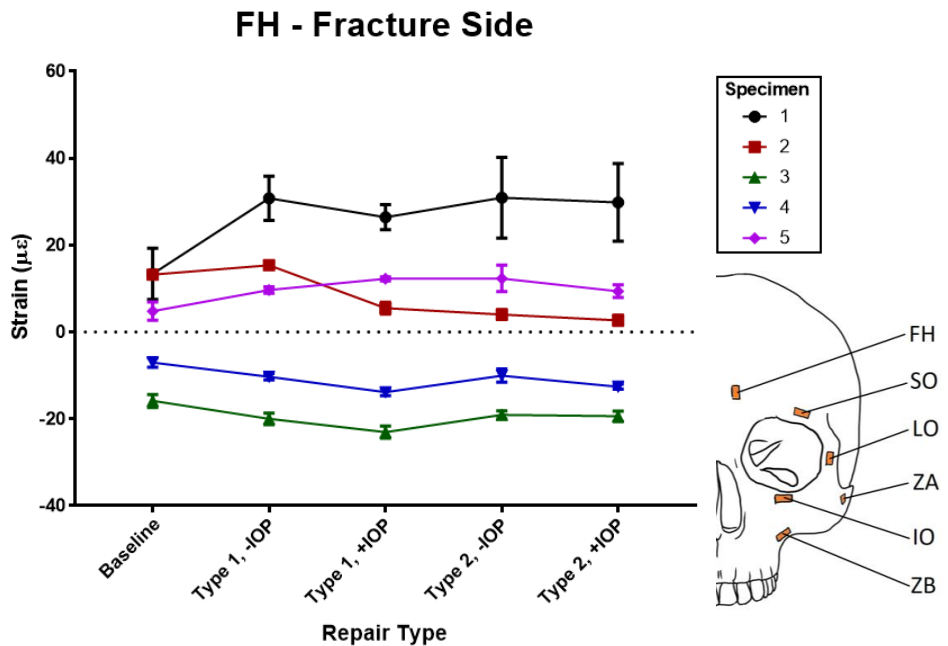 FH - Fracture Side
60
40
20
0
-20
-40
Strain (με)
Baseline
Type 1, -IOP
Type 1, +IOP
Type 2, -IOP
Type 2, +IOP
Repair Type
Specimen
1
2
3
4
5
FH
SO
LO
ZA
IO
ZB